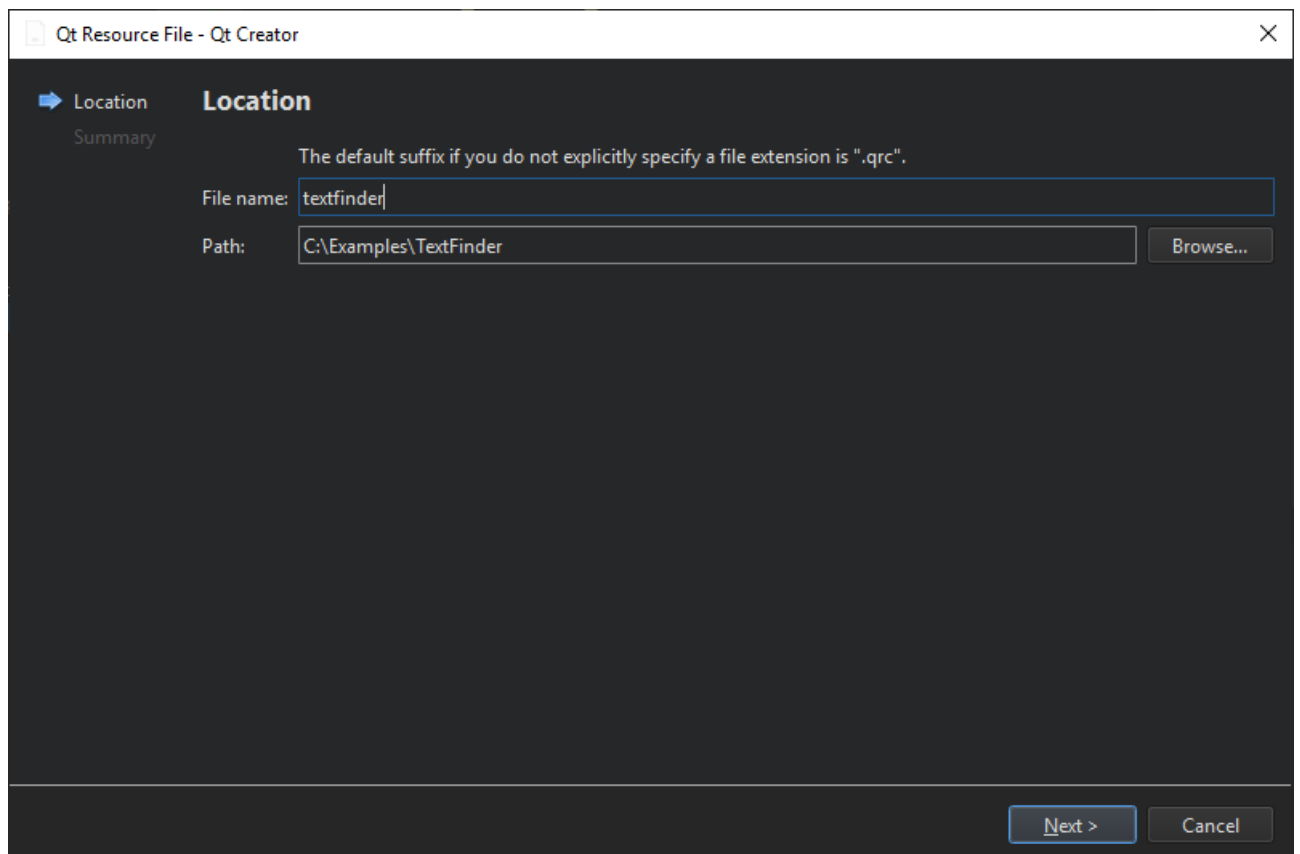 Qt Resource File - Qt Creator
Location
Summary
Location
The default suffix if you do not explicitly specify a file extension is ".qrc".
File name: textfinder
Path: C:\Examples\TextFinder Browse...
Next > Cancel